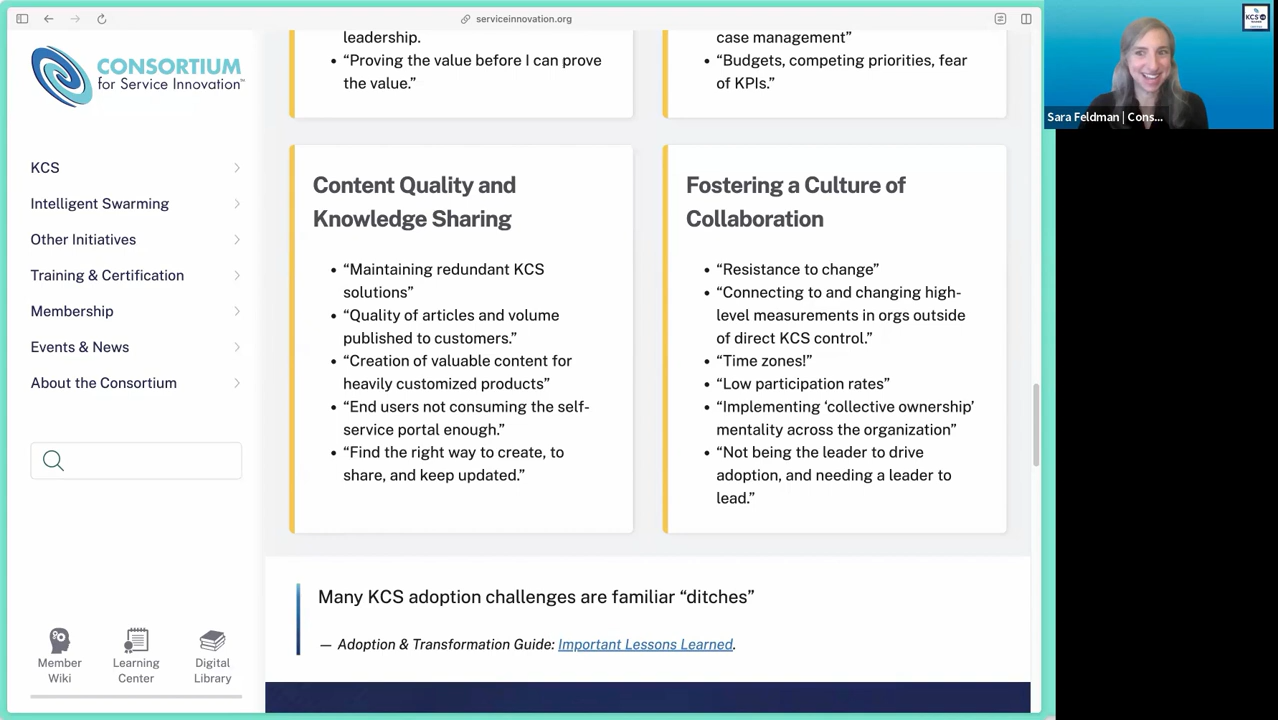 serviceinnovation.org
CONSORTIUM
for Service Innovation™
KCS
Intelligent Swarming
Other Initiatives
Training & Certification
Membership
Events & News
About the Consortium
Member
Wiki
Learning
Center
Digital
Library
leadership.
• “Proving the value before I can prove
the value.”
case management”
• “Budgets, competing priorities, fear
of KPIs.”
Content Quality and
Knowledge Sharing
• “Maintaining redundant KCS
solutions”
• “Quality of articles and volume
published to customers.”
• “Creation of valuable content for
heavily customized products”
• “End users not consuming the self-
service portal enough.”
• “Find the right way to create, to
share, and keep updated.”
Fostering a Culture of
Collaboration
• “Resistance to change”
• “Connecting to and changing high-
level measurements in orgs outside
of direct KCS control.”
• “Time zones!”
• “Low participation rates”
• “Implementing ‘collective ownership’
mentality across the organization”
• “Not being the leader to drive
adoption, and needing a leader to
lead.”
Many KCS adoption challenges are familiar “ditches”
— Adoption & Transformation Guide: Important Lessons Learned.
Sara Feldman | Cons...
KCS